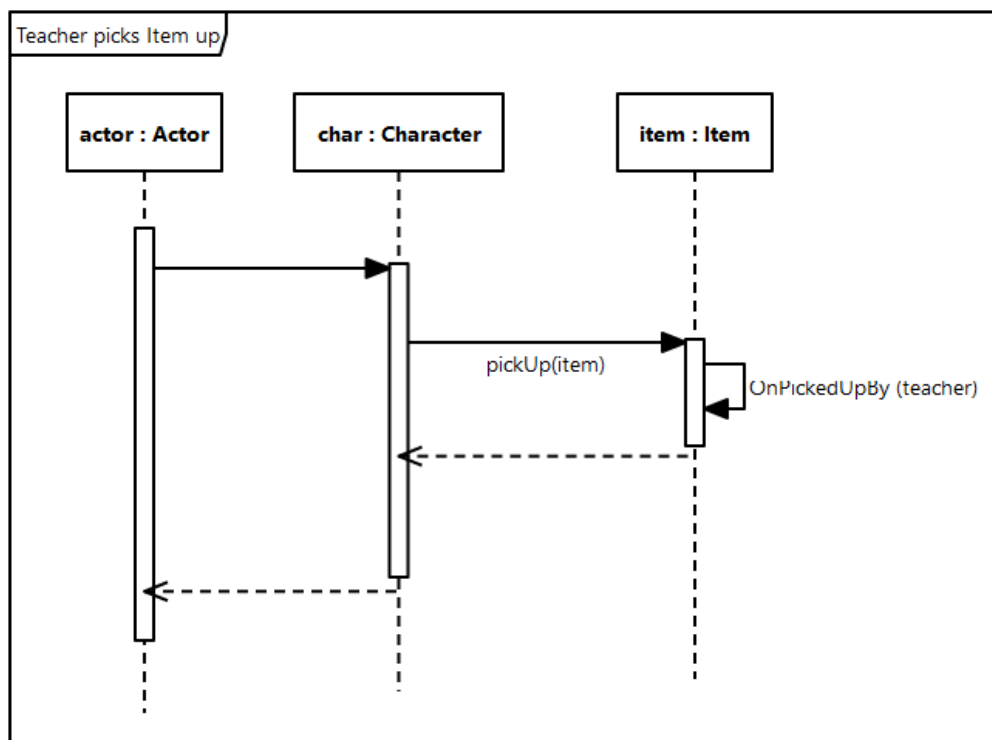 Teacher picks Item up
actor : Actor
char : Character
item : Item
pickUp(item)
OnPickedUpBy (teacher)